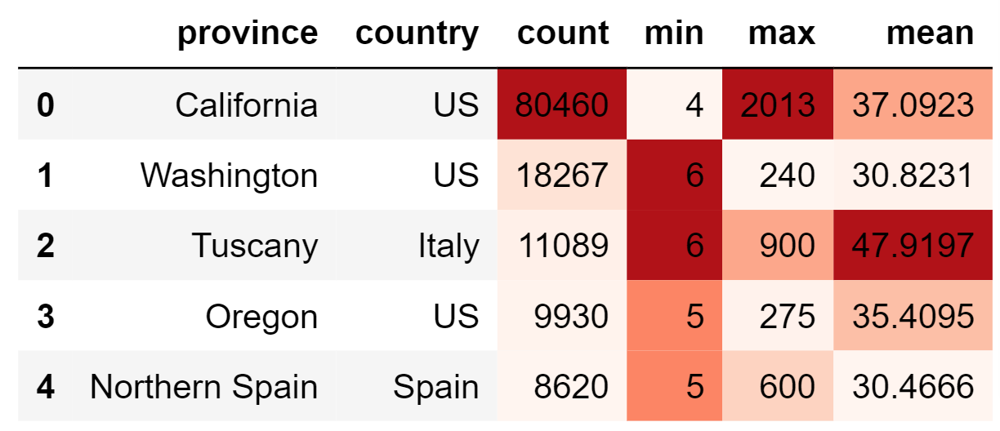 province country count min max mean
0 California US 80460 4 2013 37.0923
1 Washington US 18267 6 240 30.8231
2 Tuscany Italy 11089 6 900 47.9197
3 Oregon US 9930 5 275 35.4095
4 Northern Spain Spain 8620 5 600 30.4666